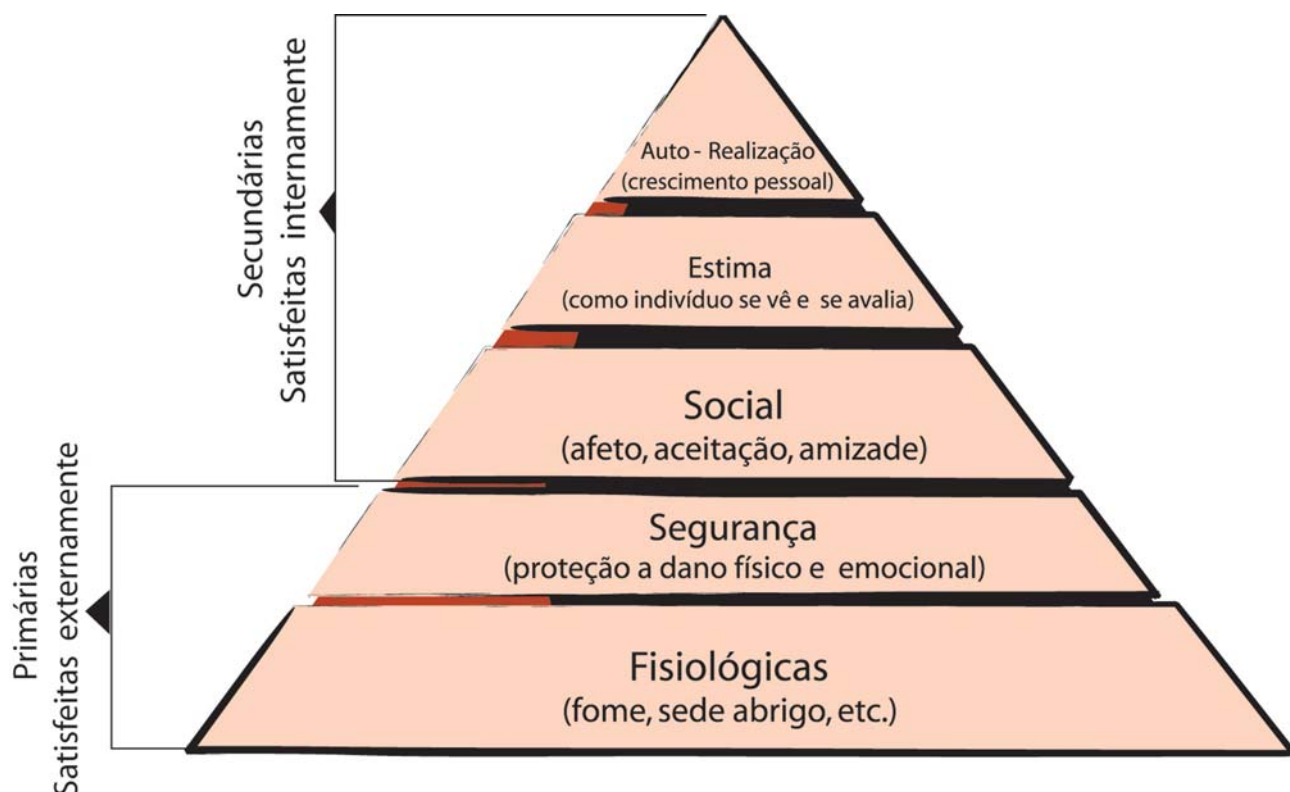 Auto - Realização
(crescimento pessoal)
Estima
(como indivíduo se vê e se avalia)
Social
(afeto, aceitação, amizade)
Segurança
(proteção a dano físico e emocional)
Fisiológicas
(fome, sede abrigo, etc.)
Secundárias
Satisfeitas internamente
Primárias
Satisfeitas externamente